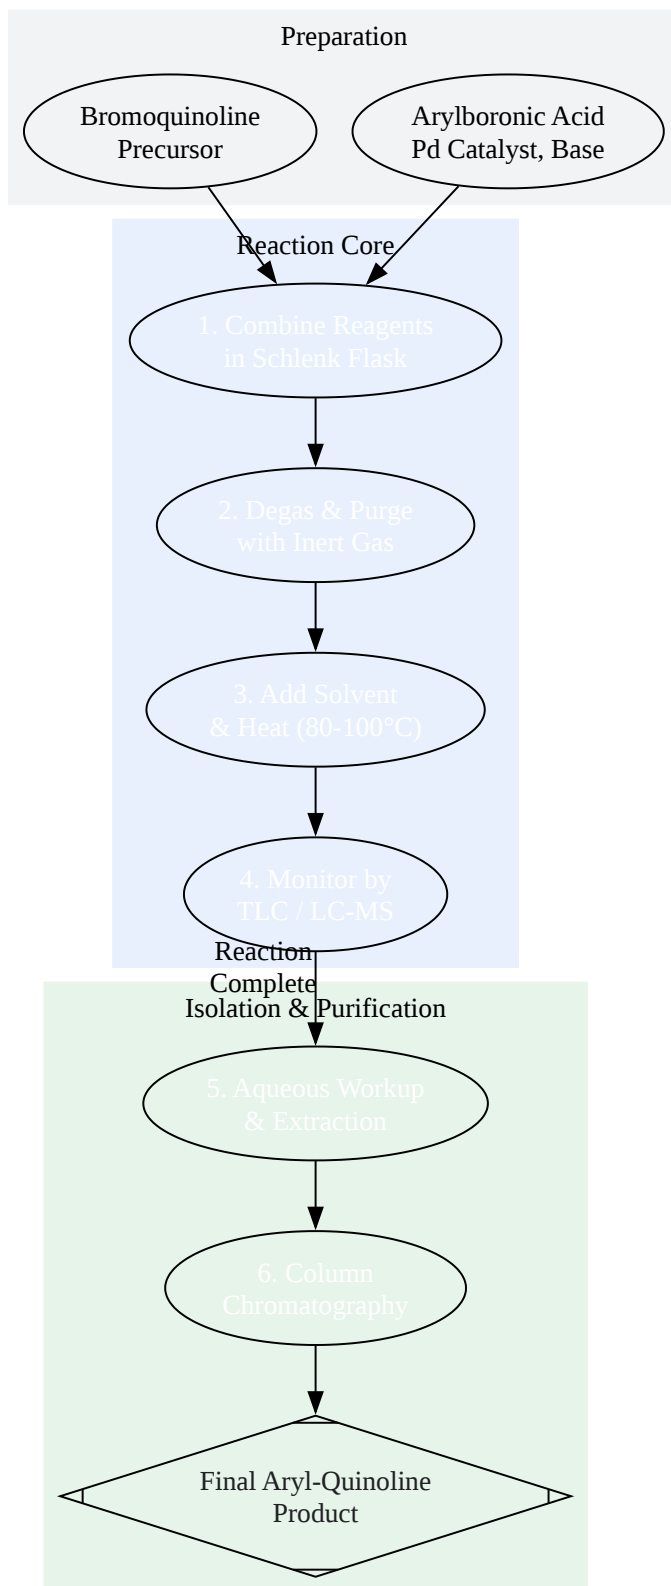 Preparation
Bromoquinoline
Precursor
Arylboronic Acid
Pd Catalyst, Base
Reaction Core
1. Combine Reagents
in Schlenk Flask
2. Degas & Purge
with Inert Gas
3. Add Solvent
& Heat (80-100°C)
4. Monitor by
TLC / LC-MS
Reaction
Complete
Isolation & Purification
5. Aqueous Workup
& Extraction
6. Column
Chromatography
Final Aryl-Quinoline
Product